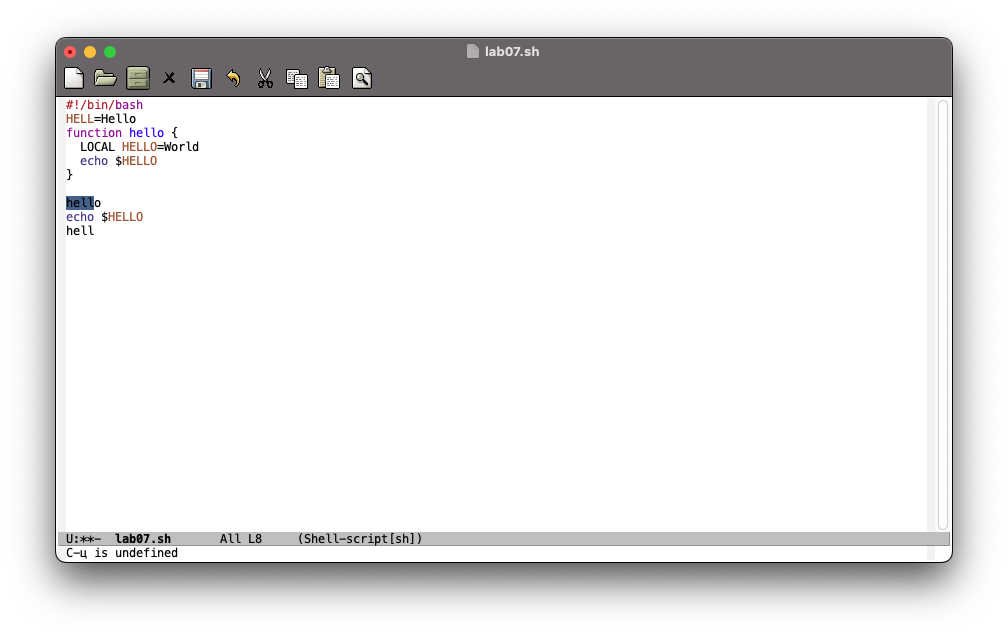 lab07.sh
#!/bin/bash
HELL=Hello
function hello {
  LOCAL HELLO=World
  echo $HELLO
}
hello
echo $HELLO
hell
U:**-  lab07.sh       All L8     (Shell-script[sh])
C-ц is undefined